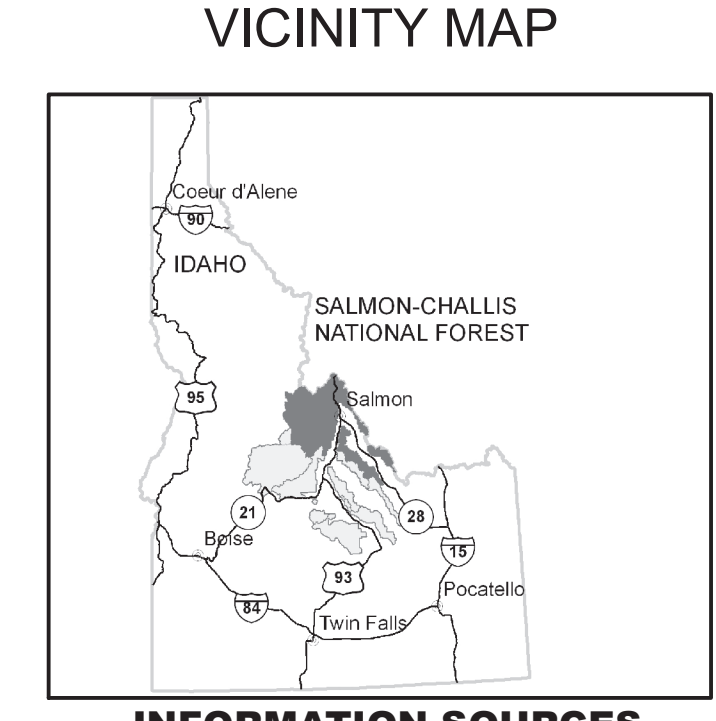 VICINITY MAP
Coeur d'Alene
90
IDAHO
SALMON-CHALLIS
NATIONAL FOREST
95
Salmon
21
28
Boise
15
93
84
Pocatello
Twin Falls
INFORMATION SOURCES